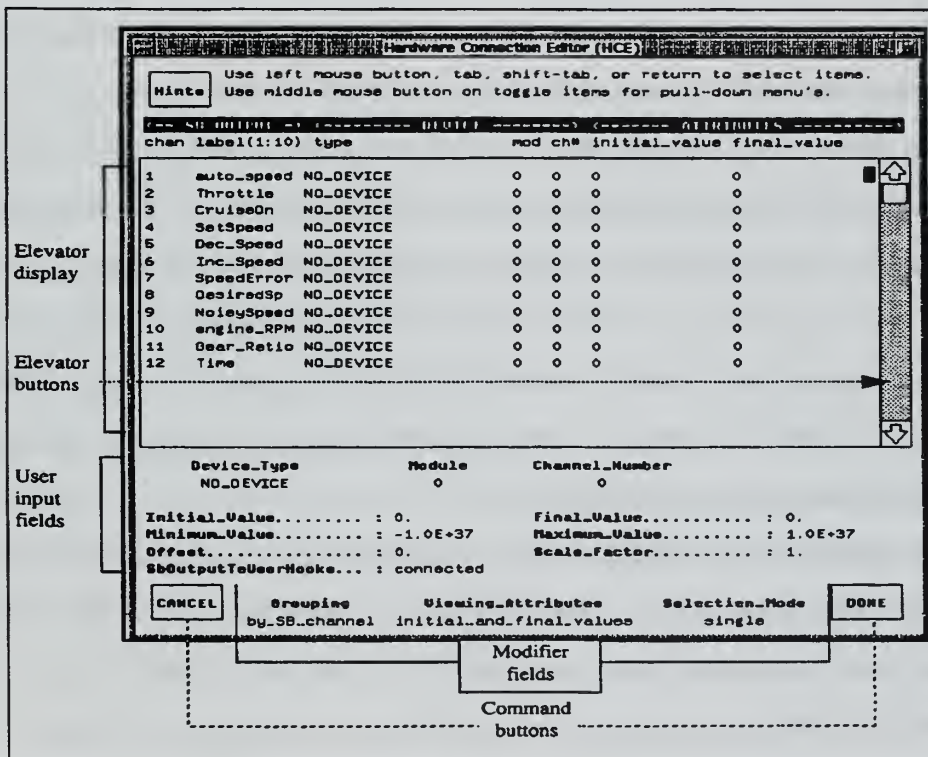 Hardware Connection Editor (HCE)
Hints
Use left mouse button, tab, shift-tab, or return to select items.
Use middle mouse button on toggle items for pull-down menu's.
<--- SB OUTPUT --- <--------- DEVICE ---------> <------ ATTRIBUTES --------->
chan label(1:10) type mod ch# initial_value final_value
1 auto_speed NO_DEVICE 0 0 0 0
2 Throttle NO_DEVICE 0 0 0 0
3 CruiseOn NO_DEVICE 0 0 0 0
4 SetSpeed NO_DEVICE 0 0 0 0
5 Dec_Speed NO_DEVICE 0 0 0 0
6 Inc_Speed NO_DEVICE 0 0 0 0
7 SpeedError NO_DEVICE 0 0 0 0
8 DesiredSp NO_DEVICE 0 0 0 0
9 NoisySpeed NO_DEVICE 0 0 0 0
10 engine_RPM NO_DEVICE 0 0 0 0
11 Gear_Ratio NO_DEVICE 0 0 0 0
12 Time NO_DEVICE 0 0 0 0
Elevator
display
Elevator
buttons
User
input
fields
Device_Type Module Channel_Number
NO_DEVICE 0 0
Initial_Value......... : 0. Final_Value........... : 0.
Minimum_Value......... : -1.0E+37 Maximum_Value......... : 1.0E+37
Offset................ : 0. Scale_Factor.......... : 1.
SbOutputToUserHooks... : connected
CANCEL Grouping Viewing_Attributes Selection_Mode DONE
by_SB_channel initial_and_final_values single
Modifier
fields
Command
buttons